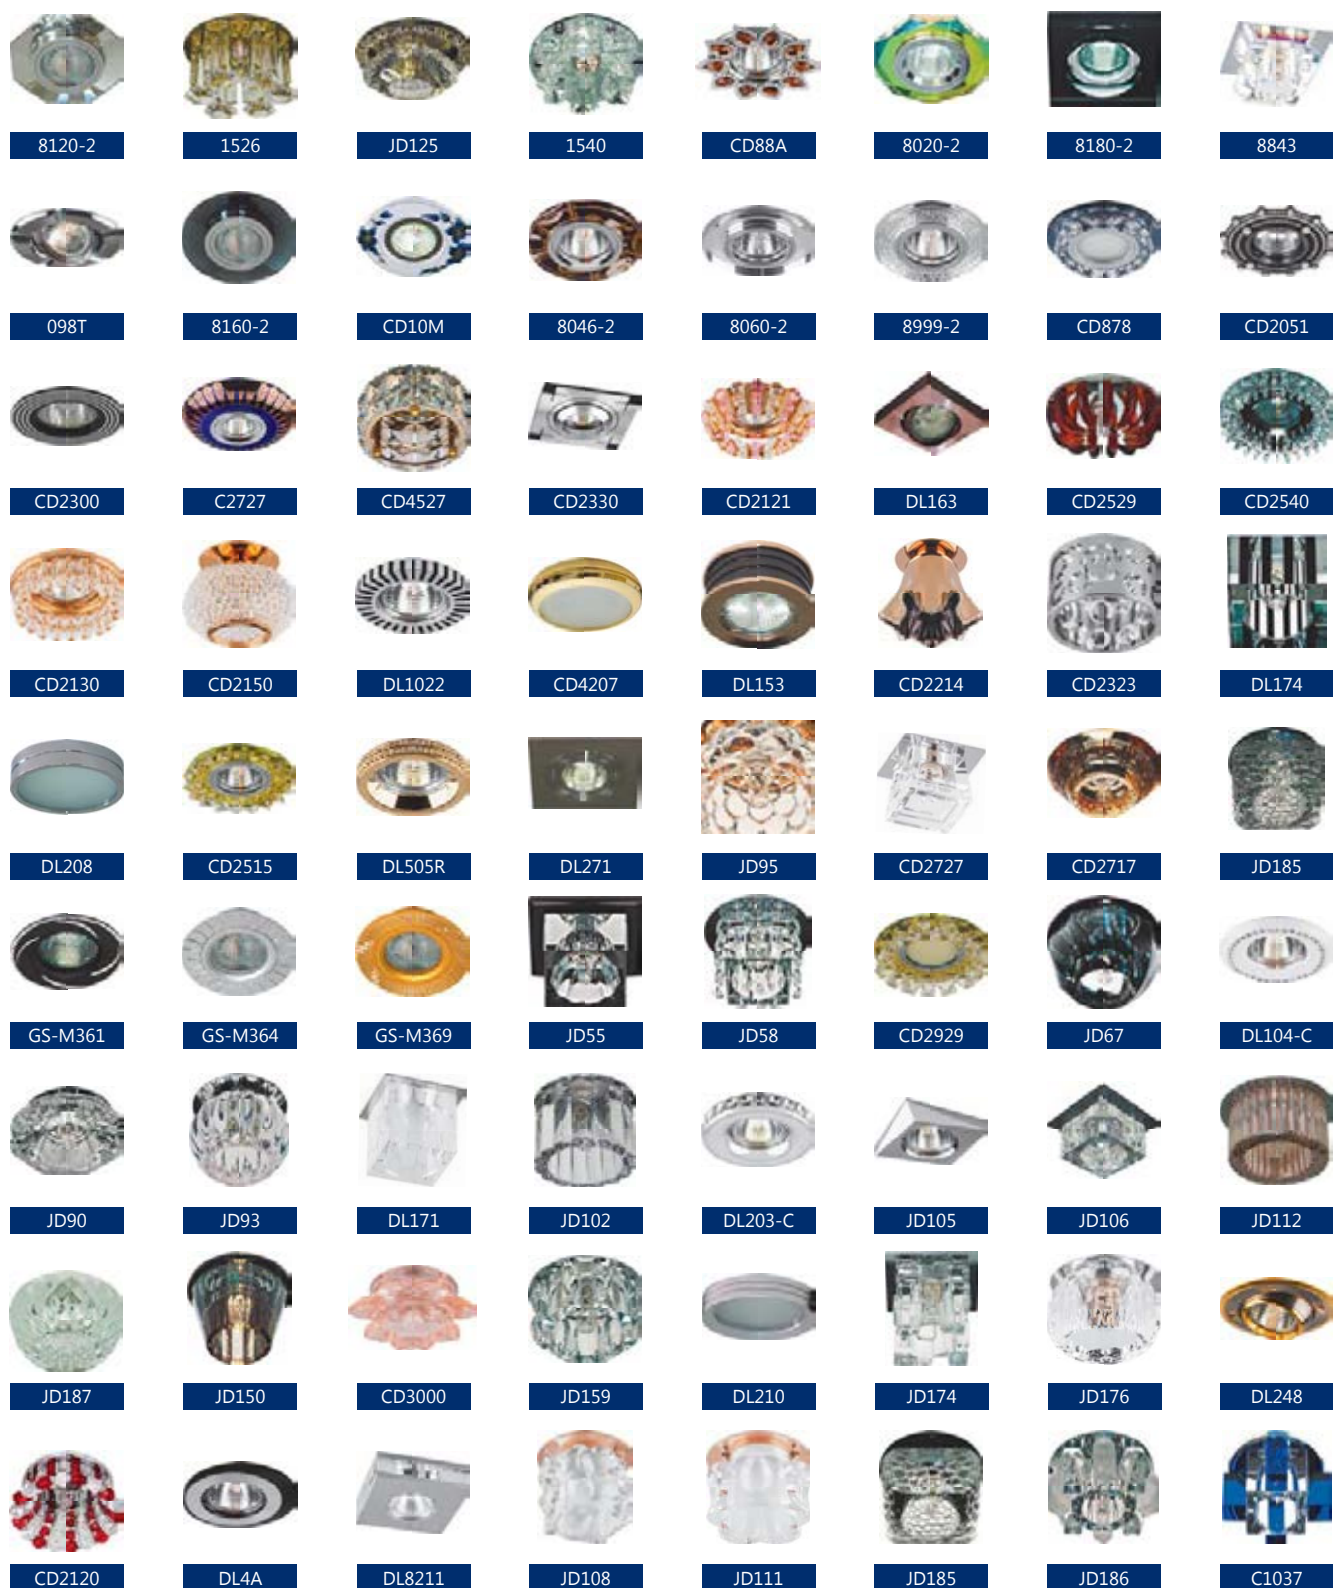 8120-2 1526 JD125 1540 CD88A 8020-2 8180-2 8843
098T 8160-2 CD10M 8046-2 8060-2 8999-2 CD878 CD2051
CD2300 C2727 CD4527 CD2330 CD2121 DL163 CD2529 CD2540
CD2130 CD2150 DL1022 CD4207 DL153 CD2214 CD2323 DL174
DL208 CD2515 DL505R DL271 JD95 CD2727 CD2717 JD185
GS-M361 GS-M364 GS-M369 JD55 JD58 CD2929 JD67 DL104-C
JD90 JD93 DL171 JD102 DL203-C JD105 JD106 JD112
JD187 JD150 CD3000 JD159 DL210 JD174 JD176 DL248
CD2120 DL4A DL8211 JD108 JD111 JD185 JD186 C1037